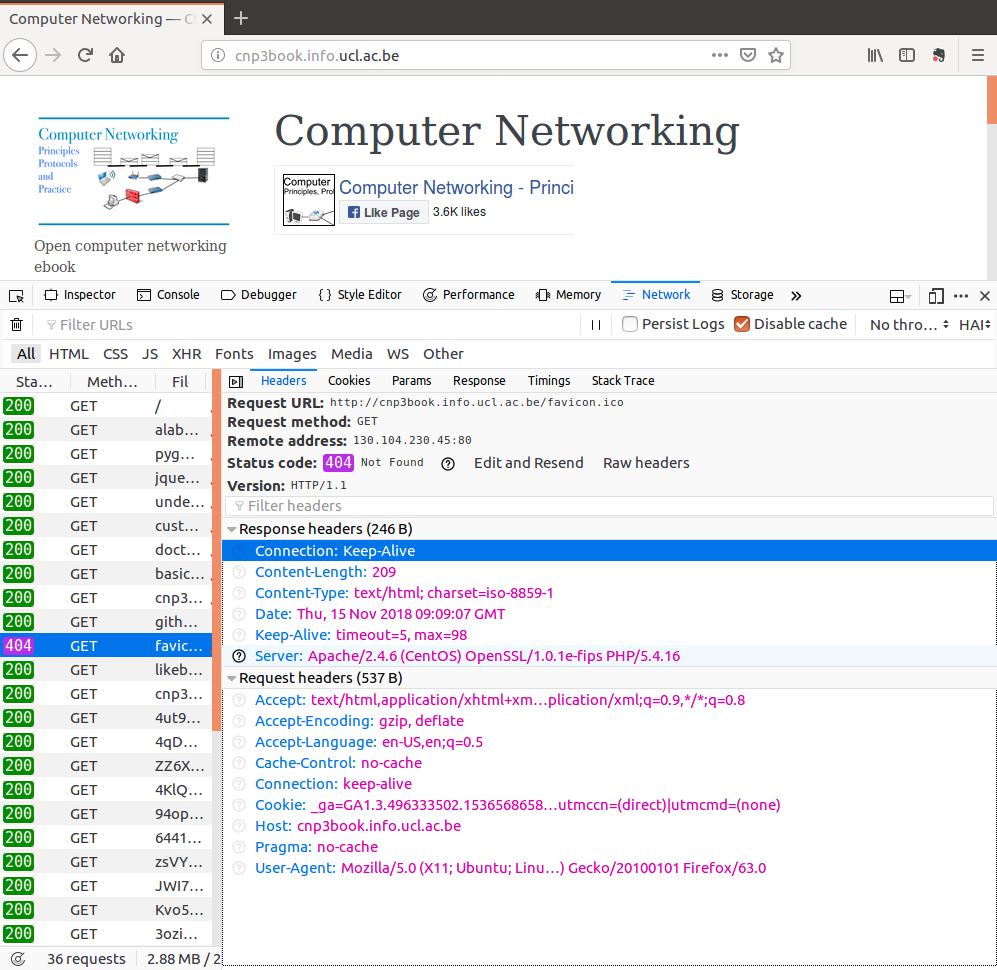 Computer Networking — C
cnp3book.info.ucl.ac.be
Computer Networking
Principles
Protocols
and
Practice
Open computer networking
ebook
Computer Networking
Computer
Principles, Pro
Computer Networking - Princi
Like Page 3.6K likes
Inspector Console Debugger { } Style Editor Performance Memory Network Storage »
Filter URLs Persist Logs Disable cache No thro... HAI
All HTML CSS JS XHR Fonts Images Media WS Other
Sta... Meth... Fil
200 GET /
200 GET alab...
200 GET pyg...
200 GET jque...
200 GET unde...
200 GET cust...
200 GET doct...
200 GET basic...
200 GET cnp3...
200 GET gith...
404 GET favic...
200 GET likeb...
200 GET cnp3...
200 GET 4ut9...
200 GET 4qD...
200 GET ZZ6X...
200 GET 4KlQ...
200 GET 94op...
200 GET 6441...
200 GET zsVY...
200 GET JWI7...
200 GET Kvo5...
200 GET 3ozi...
36 requests 2.88 MB / 2
Headers Cookies Params Response Timings Stack Trace
Request URL: http://cnp3book.info.ucl.ac.be/favicon.ico
Request method: GET
Remote address: 130.104.230.45:80
Status code: 404 Not Found Edit and Resend Raw headers
Version: HTTP/1.1
Filter headers
Response headers (246 B)
Connection: Keep-Alive
Content-Length: 209
Content-Type: text/html; charset=iso-8859-1
Date: Thu, 15 Nov 2018 09:09:07 GMT
Keep-Alive: timeout=5, max=98
Server: Apache/2.4.6 (CentOS) OpenSSL/1.0.1e-fips PHP/5.4.16
Request headers (537 B)
Accept: text/html,application/xhtml+xm…plication/xml;q=0.9,*/*;q=0.8
Accept-Encoding: gzip, deflate
Accept-Language: en-US,en;q=0.5
Cache-Control: no-cache
Connection: keep-alive
Cookie: _ga=GA1.3.496333502.1536568658…utmccn=(direct)|utmcmd=(none)
Host: cnp3book.info.ucl.ac.be
Pragma: no-cache
User-Agent: Mozilla/5.0 (X11; Ubuntu; Linu…) Gecko/20100101 Firefox/63.0